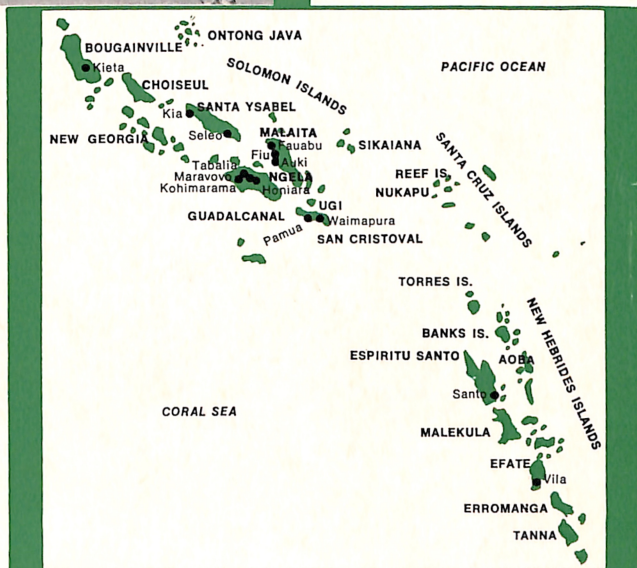 ONTONG JAVA
BOUGAINVILLE
Kieta
SOLOMON ISLANDS
PACIFIC OCEAN
CHOISEUL
SANTA YSABEL
Kia
Seleo
NEW GEORGIA
MALAITA
Fauabu
Fiu
Auki
SIKAIANA
SANTA CRUZ ISLANDS
Tabalia
Maravovo
NGELA
Kohimarama
Honiara
REEF IS.
NUKAPU
UGI
GUADALCANAL
Waimapura
Pamua
SAN CRISTOVAL
TORRES IS.
NEW HEBRIDES ISLANDS
BANKS IS.
ESPIRITU SANTO
AOBA
Santo
CORAL SEA
MALEKULA
EFATE
Vila
ERROMANGA
TANNA